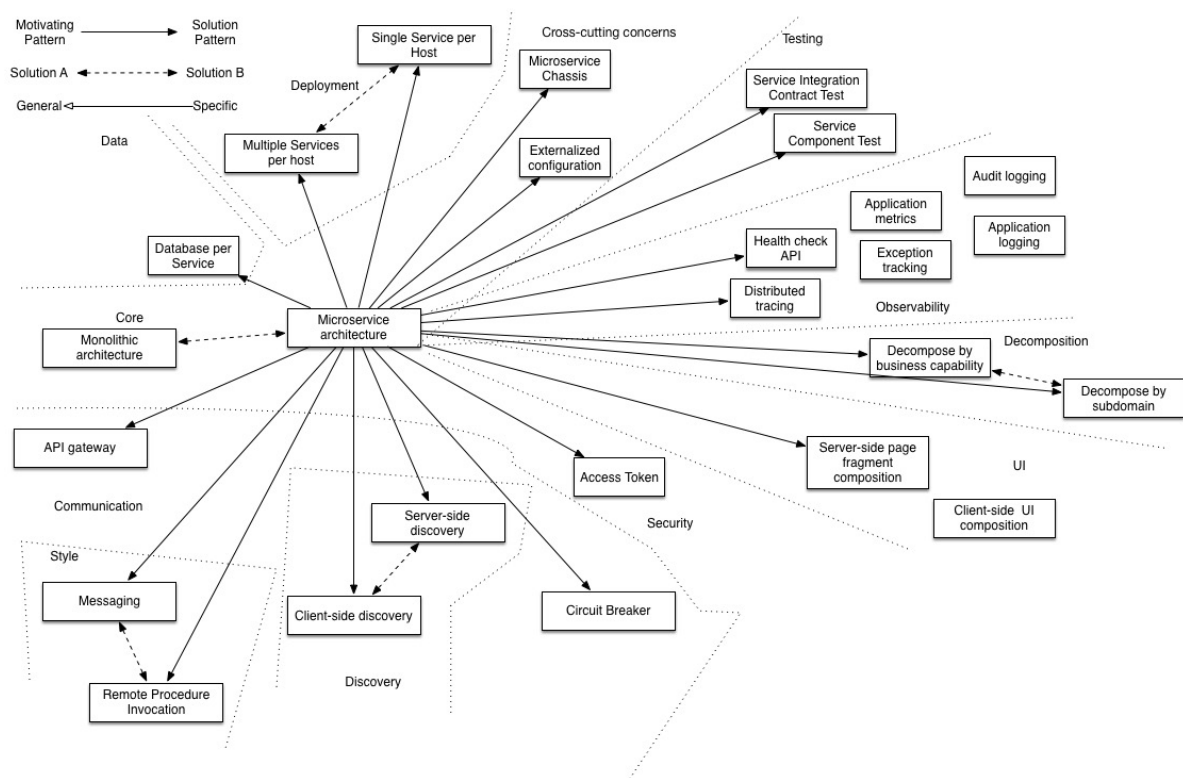 Motivating
Pattern
Solution
Pattern
Solution A
Solution B
General
Specific
Single Service per
Host
Deployment
Multiple Services
per host
Cross-cutting concerns
Microservice
Chassis
Externalized
configuration
Testing
Service Integration
Contract Test
Service
Component Test
Data
Database per
Service
Audit logging
Application
metrics
Application
logging
Health check
API
Exception
tracking
Distributed
tracing
Observability
Core
Monolithic
architecture
Microservice
architecture
Decomposition
Decompose by
business capability
Decompose by
subdomain
API gateway
Access Token
Server-side page
fragment
composition
UI
Client-side UI
composition
Communication
Server-side
discovery
Security
Style
Messaging
Client-side discovery
Circuit Breaker
Discovery
Remote Procedure
Invocation